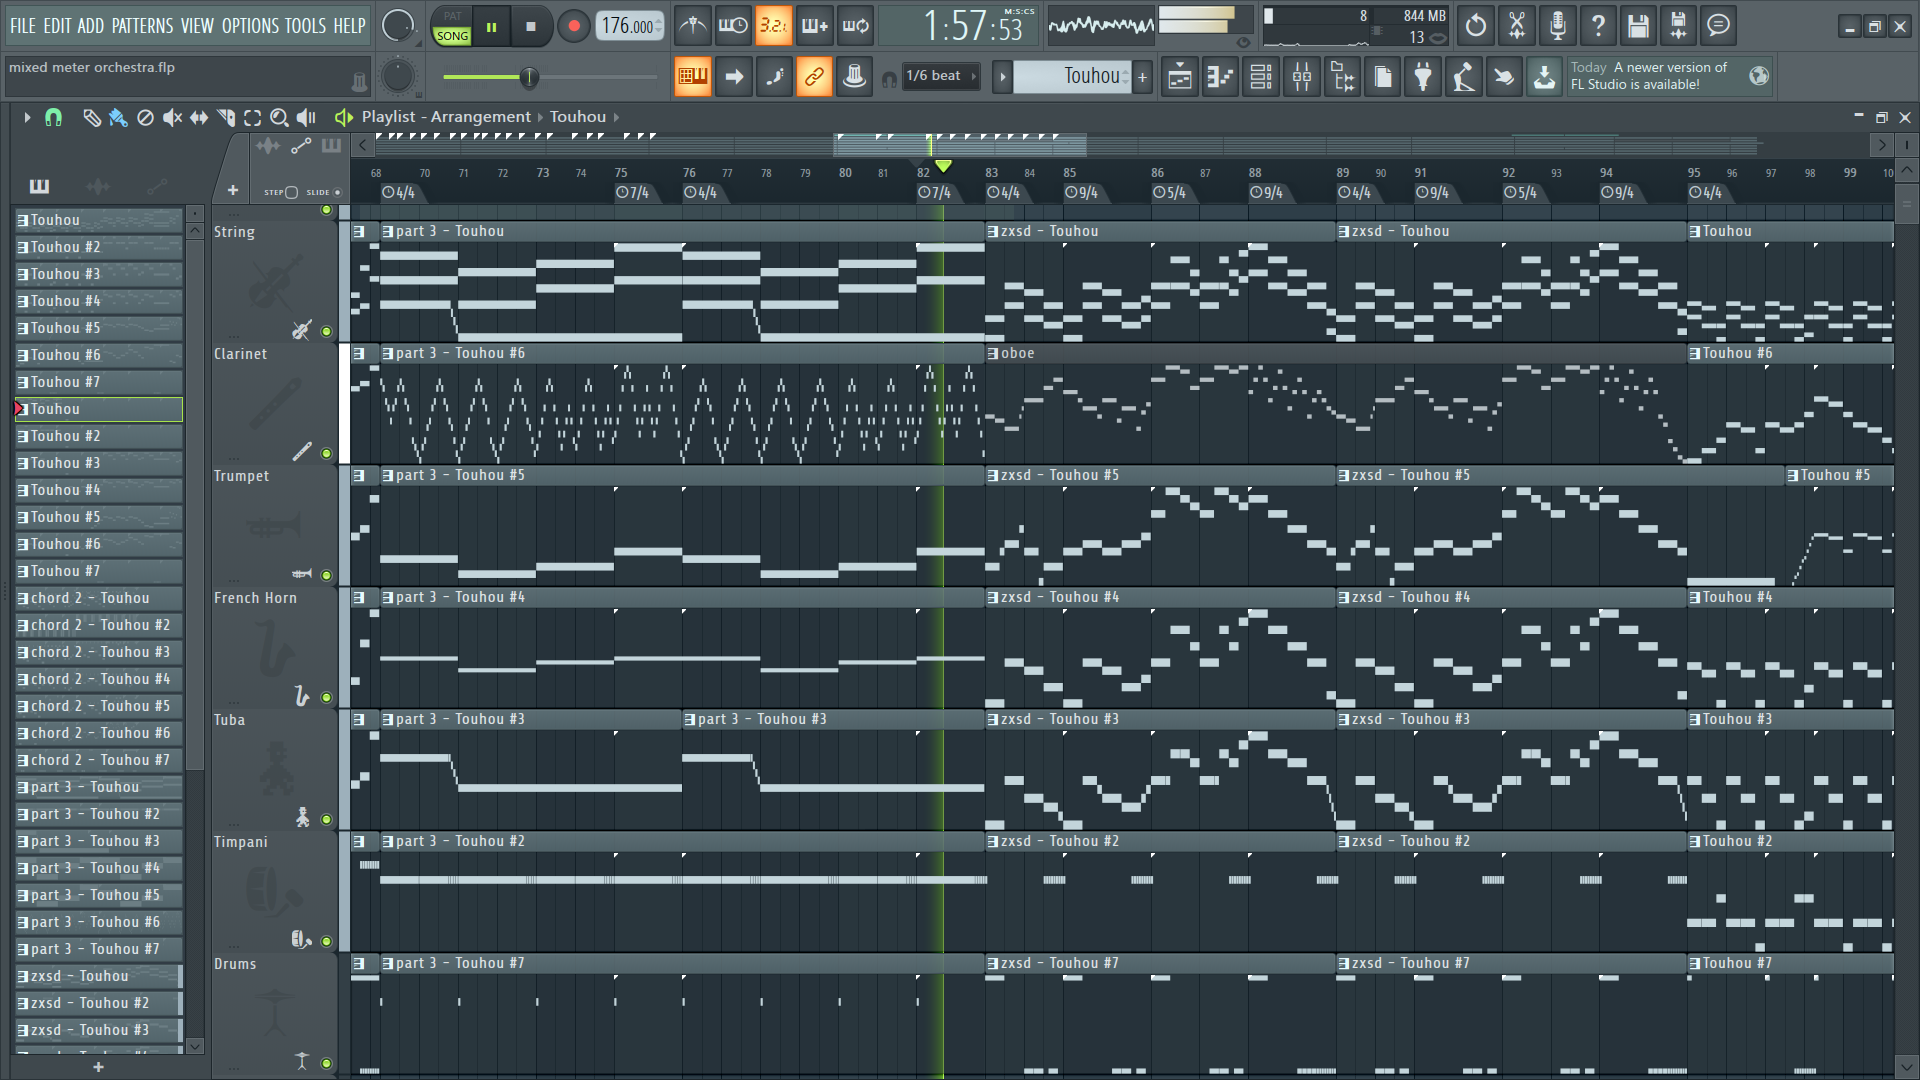 FILE EDIT ADD PATTERNS VIEW OPTIONS TOOLS HELP
PAT
SONG
176.000
3.2.1
M:S:CS
1:57:53
8
844 MB
13
mixed meter orchestra.flp
1/6 beat
Touhou
+
Today A newer version of
FL Studio is available!
Playlist - Arrangement Touhou
STEP SLIDE
68 70 71 72 73 74 75 76 77 78 79 80 81 82 83 84 85 86 87 88 89 90 91 92 93 94 95 96 97 98 99 10
4/4 7/4 4/4 7/4 4/4 9/4 5/4 9/4 4/4 9/4 5/4 9/4 4/4
Touhou
Touhou #2
Touhou #3
Touhou #4
Touhou #5
Touhou #6
Touhou #7
Touhou
Touhou #2
Touhou #3
Touhou #4
Touhou #5
Touhou #6
Touhou #7
chord 2 - Touhou
chord 2 - Touhou #2
chord 2 - Touhou #3
chord 2 - Touhou #4
chord 2 - Touhou #5
chord 2 - Touhou #6
chord 2 - Touhou #7
part 3 - Touhou
part 3 - Touhou #2
part 3 - Touhou #3
part 3 - Touhou #4
part 3 - Touhou #5
part 3 - Touhou #6
part 3 - Touhou #7
zxsd - Touhou
zxsd - Touhou #2
zxsd - Touhou #3
+
String
part 3 - Touhou zxsd - Touhou zxsd - Touhou Touhou
Clarinet
part 3 - Touhou #6 oboe Touhou #6
Trumpet
part 3 - Touhou #5 zxsd - Touhou #5 zxsd - Touhou #5 Touhou #5
French Horn
part 3 - Touhou #4 zxsd - Touhou #4 zxsd - Touhou #4 Touhou #4
Tuba
part 3 - Touhou #3 part 3 - Touhou #3 zxsd - Touhou #3 zxsd - Touhou #3 Touhou #3
Timpani
part 3 - Touhou #2 zxsd - Touhou #2 zxsd - Touhou #2 Touhou #2
Drums
part 3 - Touhou #7 zxsd - Touhou #7 zxsd - Touhou #7 Touhou #7